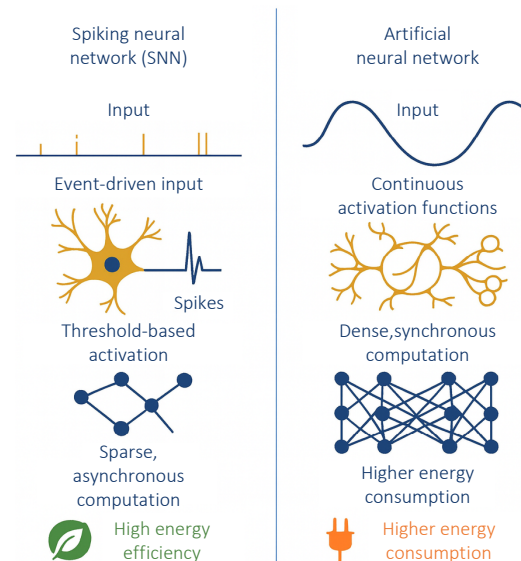 Spiking neural
network (SNN)
Input
Event-driven input
Spikes
Threshold-based
activation
Sparse,
asynchronous
computation
High energy
efficiency
Artificial
neural network
Input
Continuous
activation functions
Dense,synchronous
computation
Higher energy
consumption
Higher energy
consumption